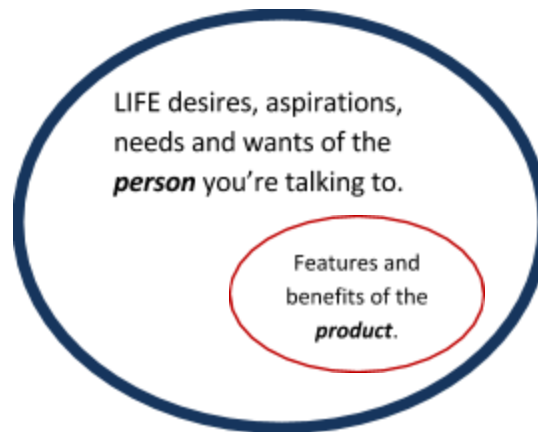 LIFE desires, aspirations,
needs and wants of the
person you’re talking to.
Features and
benefits of the
product.